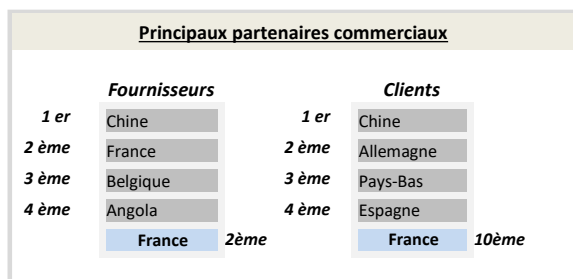 Principaux partenaires commerciaux
Fournisseurs
1 er Chine
2 ème France
3 ème Belgique
4 ème Angola
France 2ème
Clients
1 er Chine
2 ème Allemagne
3 ème Pays-Bas
4 ème Espagne
France 10ème